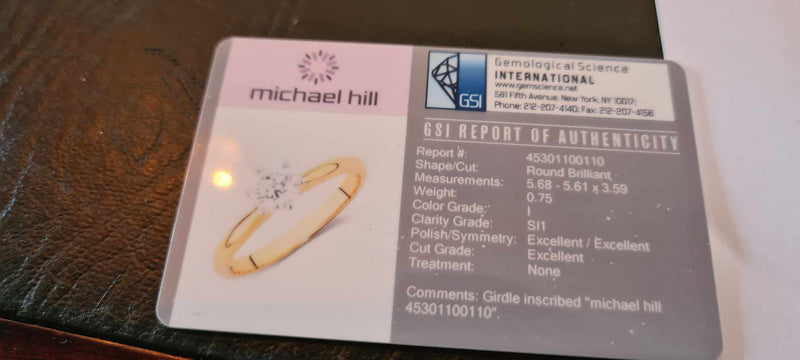 michael hill
GSI
Gemological Science
INTERNATIONAL
www.gemscience.net
581 Fifth Avenue, New York, NY 10017;
Phone: 212-207-4140; Fax: 212-207-4156
GSI REPORT OF AUTHENTICITY
Report #: 45301100110
Shape/Cut: Round Brilliant
Measurements: 5.68 - 5.61 x 3.59
Weight: 0.75
Color Grade: I
Clarity Grade: SI1
Polish/Symmetry: Excellent / Excellent
Cut Grade: Excellent
Treatment: None
Comments: Girdle inscribed "michael hill
45301100110".